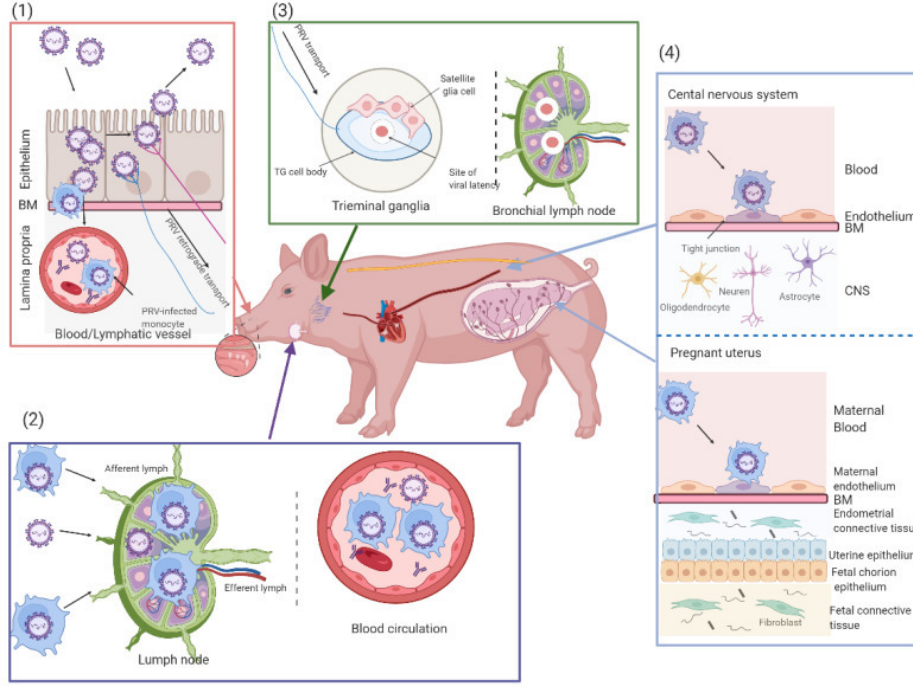 (1)
Epithelium
BM
Lamina propria
PRV retrograde transport
PRV-infected
monocyte
Blood/Lymphatic vessel
(3)
PRV transport
Satellite
glia cell
TG cell body
Site of
viral latency
Trieminal ganglia
Bronchial lymph node
(4)
Cental nervous system
Blood
Endothelium
BM
Tight junction
Neuren
Oligodendrocyte
Astrocyte
CNS
Pregnant uterus
Maternal
Blood
Maternal
endothelium
BM
Endometrial
connective tissue
Uterine epithelium
Fetal chorion
epithelium
Fibroblast
Fetal connective
tissue
(2)
Afferent lymph
Efferent lymph
Lumph node
Blood circulation